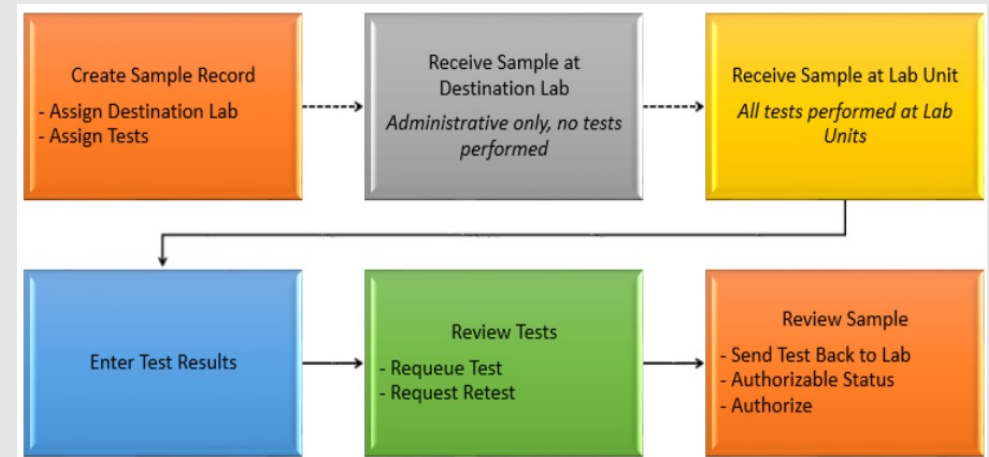 Create Sample Record
- Assign Destination Lab
- Assign Tests
Receive Sample at
Destination Lab
Administrative only, no tests
performed
Receive Sample at Lab Unit
All tests performed at Lab
Units
Enter Test Results
Review Tests
- Requeue Test
- Request Retest
Review Sample
- Send Test Back to Lab
- Authorizable Status
- Authorize